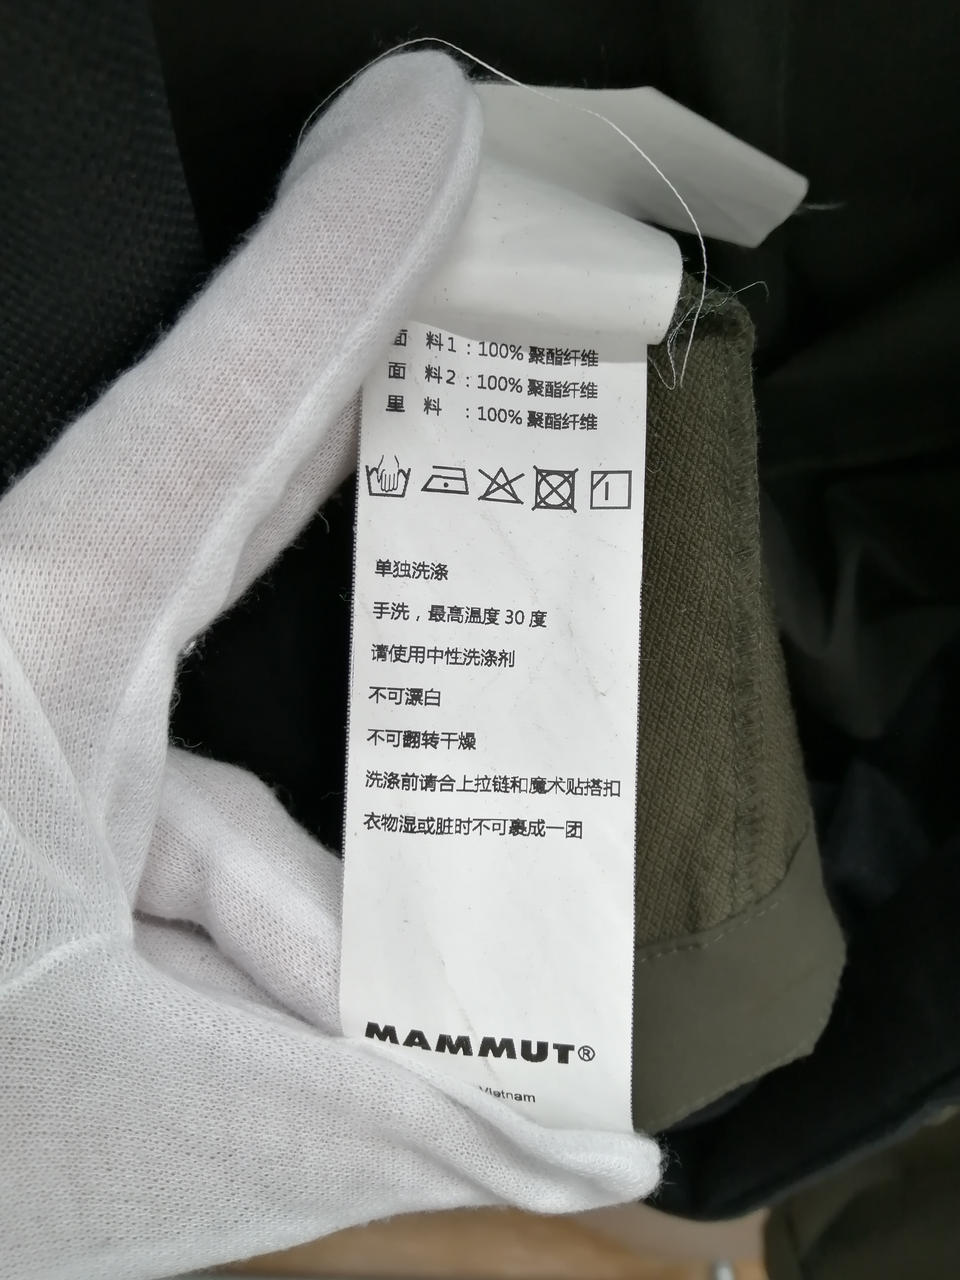 面 料1：100% 聚酯纤维
面 料2：100% 聚酯纤维
里 料 ：100% 聚酯纤维
单独洗涤
手洗，最高温度 30 度
请使用中性洗涤剂
不可漂白
不可翻转干燥
洗涤前请合上拉链和魔术贴搭扣
衣物湿或脏时不可裹成一团
MAMMUT®
Vietnam